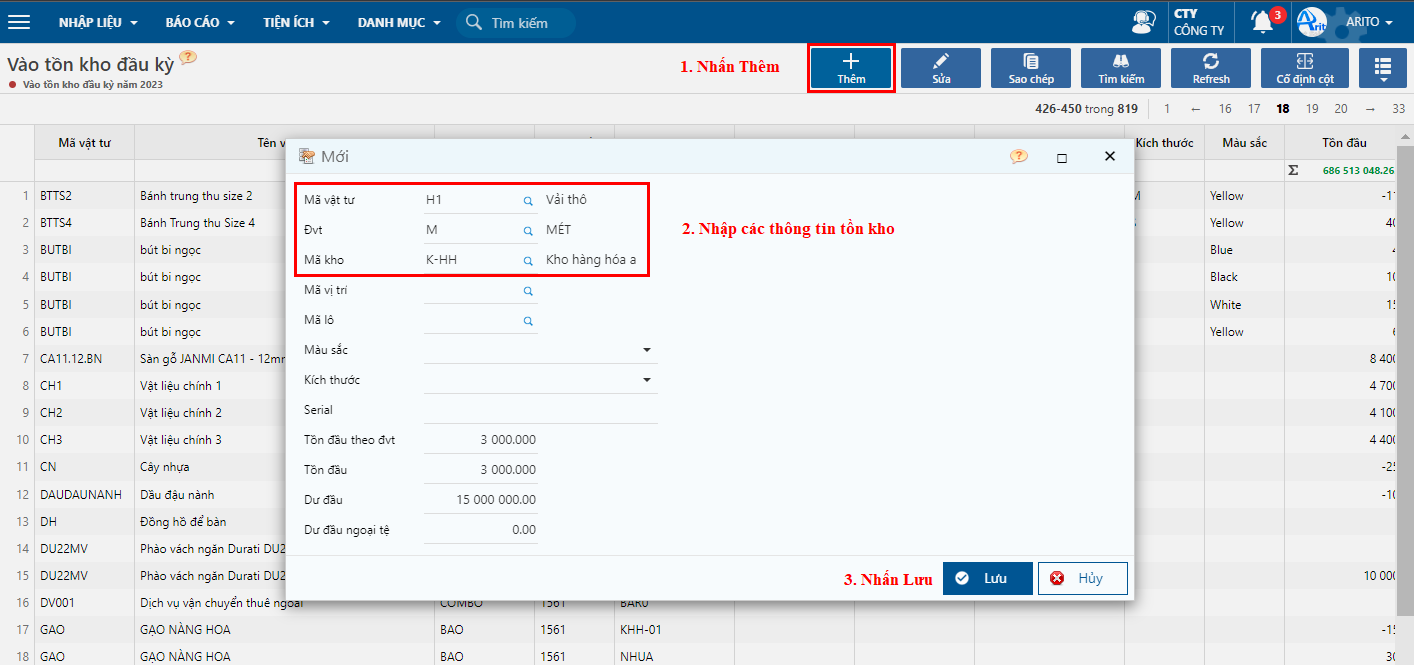 NHẬP LIỆU BÁO CÁO TIỆN ÍCH DANH MỤC Tìm kiếm CTY CÔNG TY 3 ARITO
Vào tồn kho đầu kỳ
Vào tồn kho đầu kỳ năm 2023
1. Nhấn Thêm
Thêm Sửa Sao chép Tìm kiếm Refresh Cố định cột
426-450 trong 819 1 ← 16 17 18 19 20 → 33
Mã vật tư Tên v Kích thước Màu sắc Tồn đầu
Σ 686 513 048.26
Mới
Mã vật tư H1 Vải thô
Đvt M MÉT
Mã kho K-HH Kho hàng hóa a
2. Nhập các thông tin tồn kho
Mã vị trí
Mã lô
Màu sắc
Kích thước
Serial
Tồn đầu theo đvt 3 000.000
Tồn đầu 3 000.000
Dư đầu 15 000 000.00
Dư đầu ngoại tệ 0.00
3. Nhấn Lưu
Lưu Hủy
1 BTTS2 Bánh trung thu size 2 M Yellow
2 BTTS4 Bánh Trung thu Size 4 Yellow
3 BUTBI bút bi ngọc Blue
4 BUTBI bút bi ngọc Black
5 BUTBI bút bi ngọc White
6 BUTBI bút bi ngọc Yellow
7 CA11.12.BN Sàn gỗ JANMI CA11 - 12mm 8 400
8 CH1 Vật liệu chính 1 4 700
9 CH2 Vật liệu chính 2 4 100
10 CH3 Vật liệu chính 3 4 400
11 CN Cây nhựa
12 DAUDAUNANH Dầu đậu nành
13 DH Đồng hồ để bàn
14 DU22MV Phào vách ngăn Durati DU2
15 DU22MV Phào vách ngăn Durati DU2 10 000
16 DV001 Dịch vụ vận chuyển thuê ngoài COMBO 1561 BARO
17 GAO GẠO NÀNG HOA BAO 1561 KHH-01
18 GAO GẠO NÀNG HOA BAO 1561 NHUA